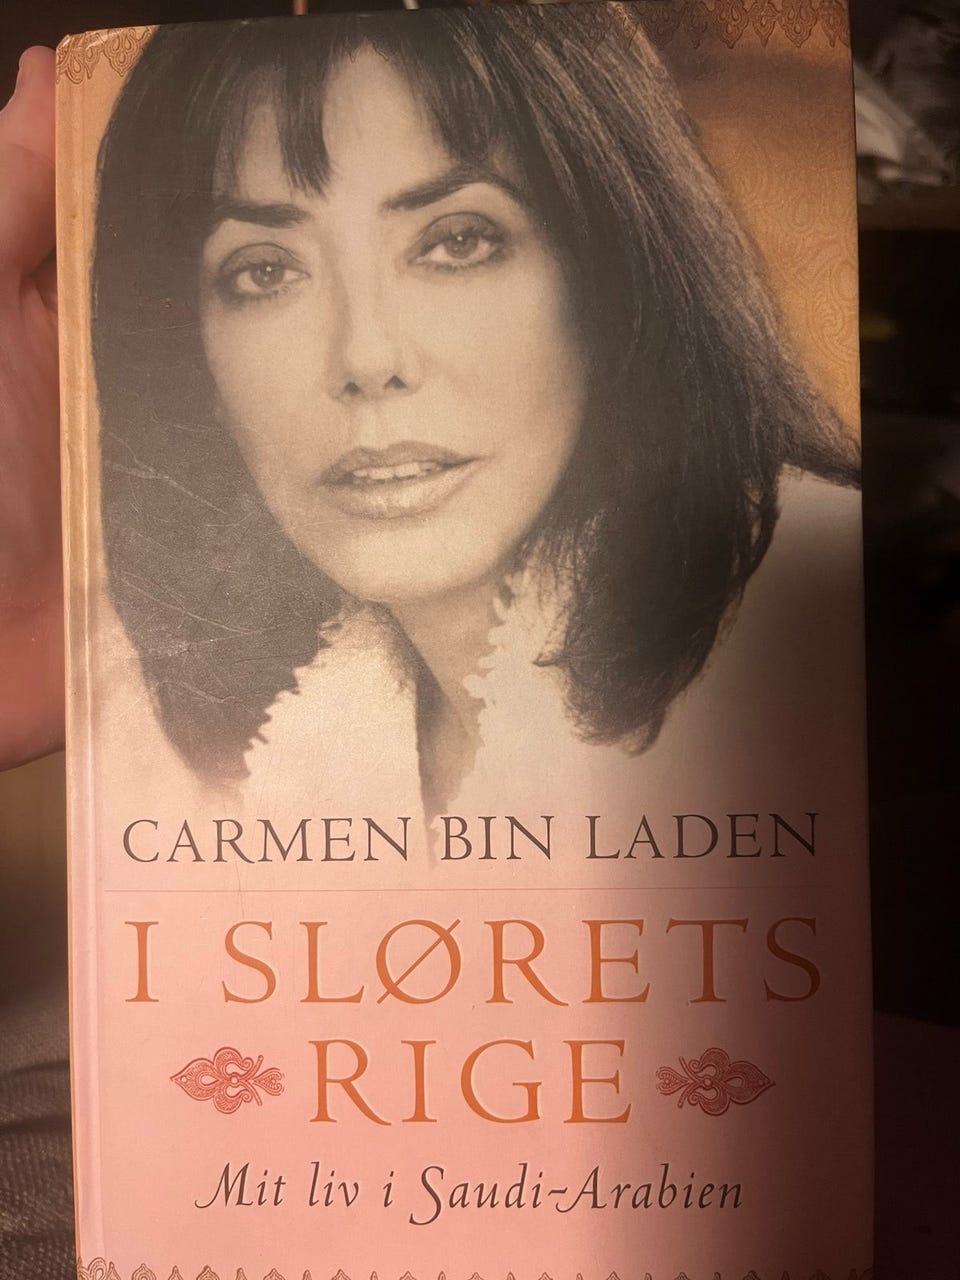 CARMEN BIN LADEN
I SLØRETS
RIGE
Mit liv i Saudi-Arabien